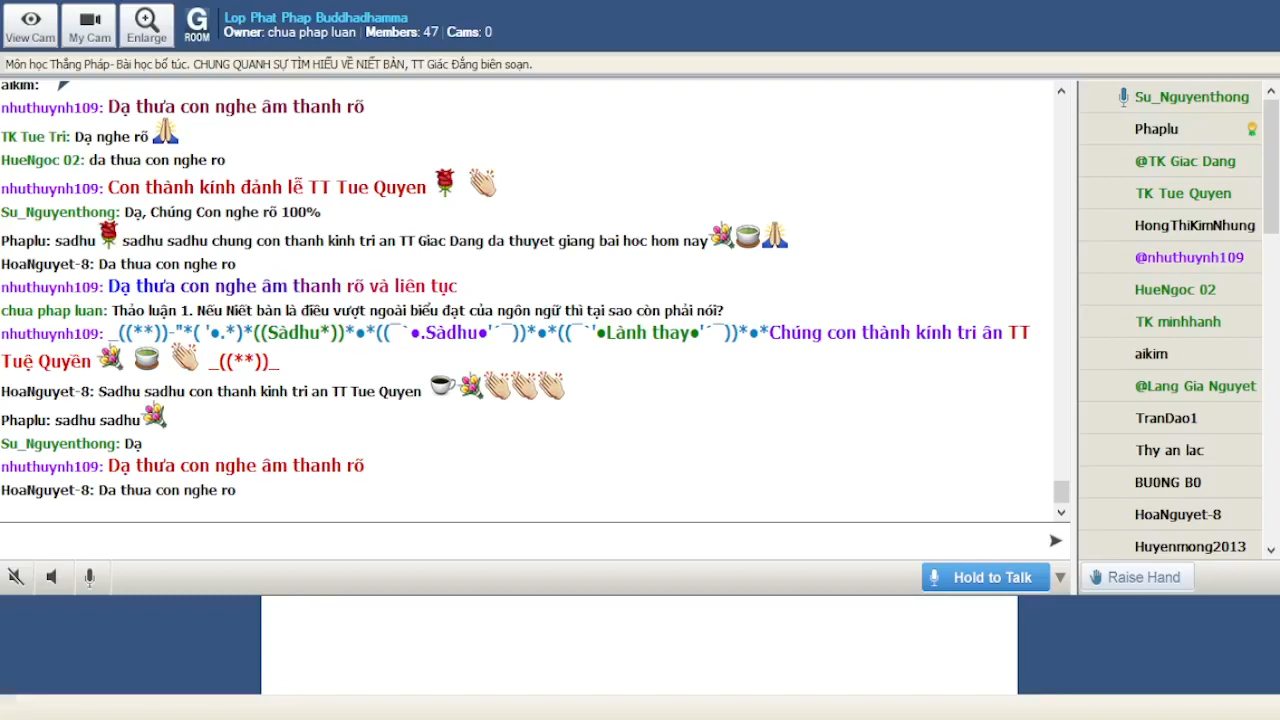 View Cam
My Cam
Enlarge
G
ROOM
Lop Phat Phap Buddhadhamma
Owner: chua phap luan | Members: 47 | Cams: 0
Môn học Thắng Pháp- Bài học bổ túc. CHUNG QUANH SỰ TÌM HIỂU VỀ NIẾT BÀN, TT Giác Đẳng biên soạn.
aikim:
nhuthuynh109: Dạ thưa con nghe âm thanh rõ
TK Tue Tri: Dạ nghe rõ
HueNgoc 02: da thua con nghe ro
nhuthuynh109: Con thành kính đảnh lễ TT Tue Quyen
Su_Nguyenthong: Dạ, Chúng Con nghe rõ 100%
Phaplu: sadhu sadhu sadhu chung con thanh kinh tri an TT Giac Dang da thuyet giang bai hoc hom nay
HoaNguyet-8: Da thua con nghe ro
nhuthuynh109: Dạ thưa con nghe âm thanh rõ và liên tục
chua phap luan: Thảo luận 1. Nếu Niết bàn là điều vượt ngoài biểu đạt của ngôn ngữ thì tại sao còn phải nói?
nhuthuynh109: _((**))-"*( '●.*)*((Sàdhu*))*●*((¯`●.Sàdhu●'´¯))*●*((¯`'●Lành thay●'´¯))*●*Chúng con thành kính tri ân TT
Tuệ Quyền _((**))_
HoaNguyet-8: Sadhu sadhu con thanh kinh tri an TT Tue Quyen
Phaplu: sadhu sadhu
Su_Nguyenthong: Dạ
nhuthuynh109: Dạ thưa con nghe âm thanh rõ
HoaNguyet-8: Da thua con nghe ro
Hold to Talk
Su_Nguyenthong
Phaplu
@TK Giac Dang
TK Tue Quyen
HongThiKimNhung
@nhuthuynh109
HueNgoc 02
TK minhhanh
aikim
@Lang Gia Nguyet
TranDao1
Thy an lac
BU0NG B0
HoaNguyet-8
Huyenmong2013
Raise Hand